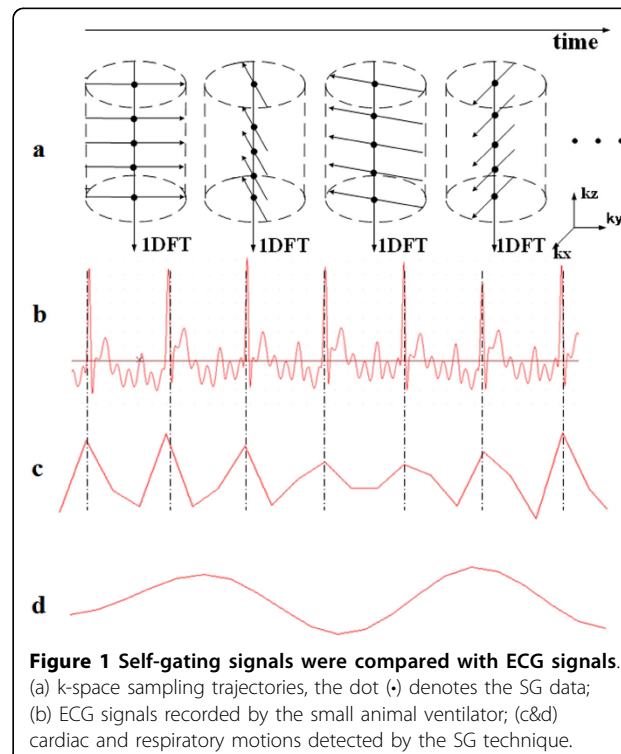 time
a
kz
ky
kx
1DFT 1DFT 1DFT 1DFT
b
c
d
Figure 1 Self-gating signals were compared with ECG signals.
(a) k-space sampling trajectories, the dot (•) denotes the SG data;
(b) ECG signals recorded by the small animal ventilator; (c&d)
cardiac and respiratory motions detected by the SG technique.